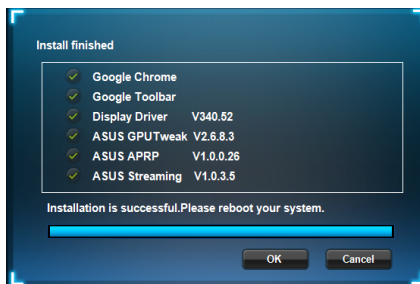 Install finished
Google Chrome
Google Toolbar
Display Driver V340.52
ASUS GPUTweak V2.6.8.3
ASUS APRP V1.0.0.26
ASUS Streaming V1.0.3.5
Installation is successful.Please reboot your system.
OK Cancel